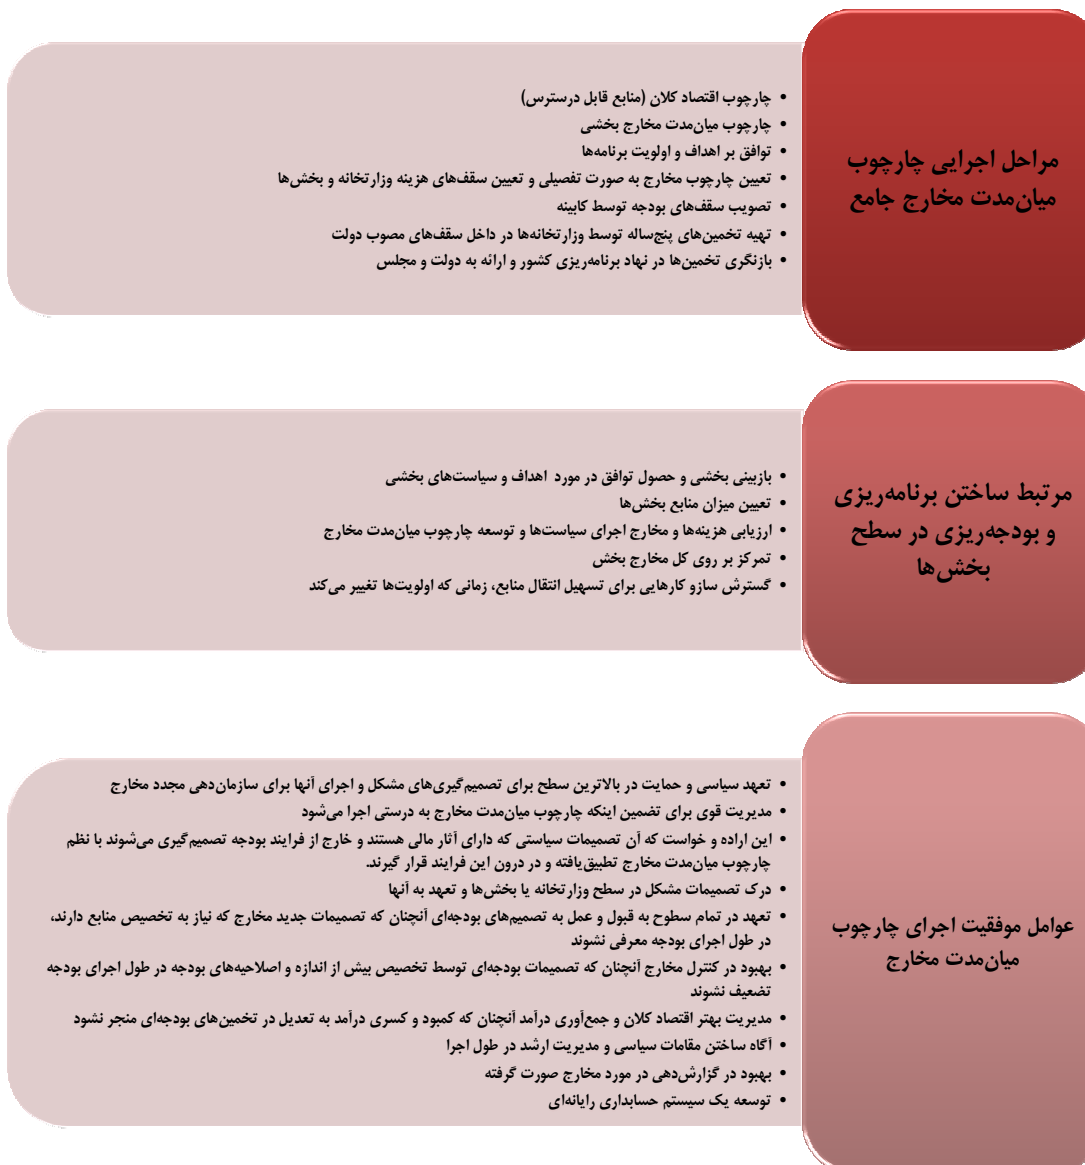 مراحل اجرایی چارچوب
میان‌مدت مخارج جامع
• چارچوب اقتصاد کلان (منابع قابل درسترس)
• چارچوب میان‌مدت مخارج بخشی
• توافق بر اهداف و اولویت برنامه‌ها
• تعیین چارچوب مخارج به صورت تفصیلی و تعیین سقف‌های هزینه وزارتخانه و بخش‌ها
• تصویب سقف‌های بودجه توسط کابینه
• تهیه تخمین‌های پنج‌ساله توسط وزارتخانه‌ها در داخل سقف‌های مصوب دولت
• بازنگری تخمین‌ها در نهاد برنامه‌ریزی کشور و ارائه به دولت و مجلس
مرتبط ساختن برنامه‌ریزی
و بودجه‌ریزی در سطح
بخش‌ها
• بازبینی بخشی و حصول توافق در مورد اهداف و سیاست‌های بخشی
• تعیین میزان منابع بخش‌ها
• ارزیابی هزینه‌ها و مخارج اجرای سیاست‌ها و توسعه چارچوب میان‌مدت مخارج
• تمرکز بر روی کل مخارج بخش
• گسترش سازو کارهایی برای تسهیل انتقال منابع، زمانی که اولویت‌ها تغییر می‌کند
عوامل موفقیت اجرای چارچوب
میان‌مدت مخارج
• تعهد سیاسی و حمایت در بالاترین سطح برای تصمیم‌گیری‌های مشکل و اجرای آنها برای سازمان‌دهی مجدد مخارج
• مدیریت قوی برای تضمین اینکه چارچوب میان‌مدت مخارج به درستی اجرا می‌شود
• این اراده و خواست که آن تصمیمات سیاستی که دارای آثار مالی هستند و خارج از فرایند بودجه تصمیم‌گیری می‌شوند با نظم
چارچوب میان‌مدت مخارج تطبیق‌یافته و در درون این فرایند قرار گیرند.
• درک تصمیمات مشکل در سطح وزارتخانه یا بخش‌ها و تعهد به آنها
• تعهد در تمام سطوح به قبول و عمل به تصمیم‌های بودجه‌ای آنچنان که تصمیمات جدید مخارج که نیاز به تخصیص منابع دارند،
در طول اجرای بودجه معرفی نشوند
• بهبود در کنترل مخارج آنچنان که تصمیمات بودجه‌ای توسط تخصیص بیش از اندازه و اصلاحیه‌های بودجه در طول اجرای بودجه
تضعیف نشوند
• مدیریت بهتر اقتصاد کلان و جمع‌آوری درآمد آنچنان که کمبود و کسری درآمد به تعدیل در تخمین‌های بودجه‌ای منجر نشود
• آگاه ساختن مقامات سیاسی و مدیریت ارشد در طول اجرا
• بهبود در گزارش‌دهی در مورد مخارج صورت گرفته
• توسعه یک سیستم حسابداری رایانه‌ای